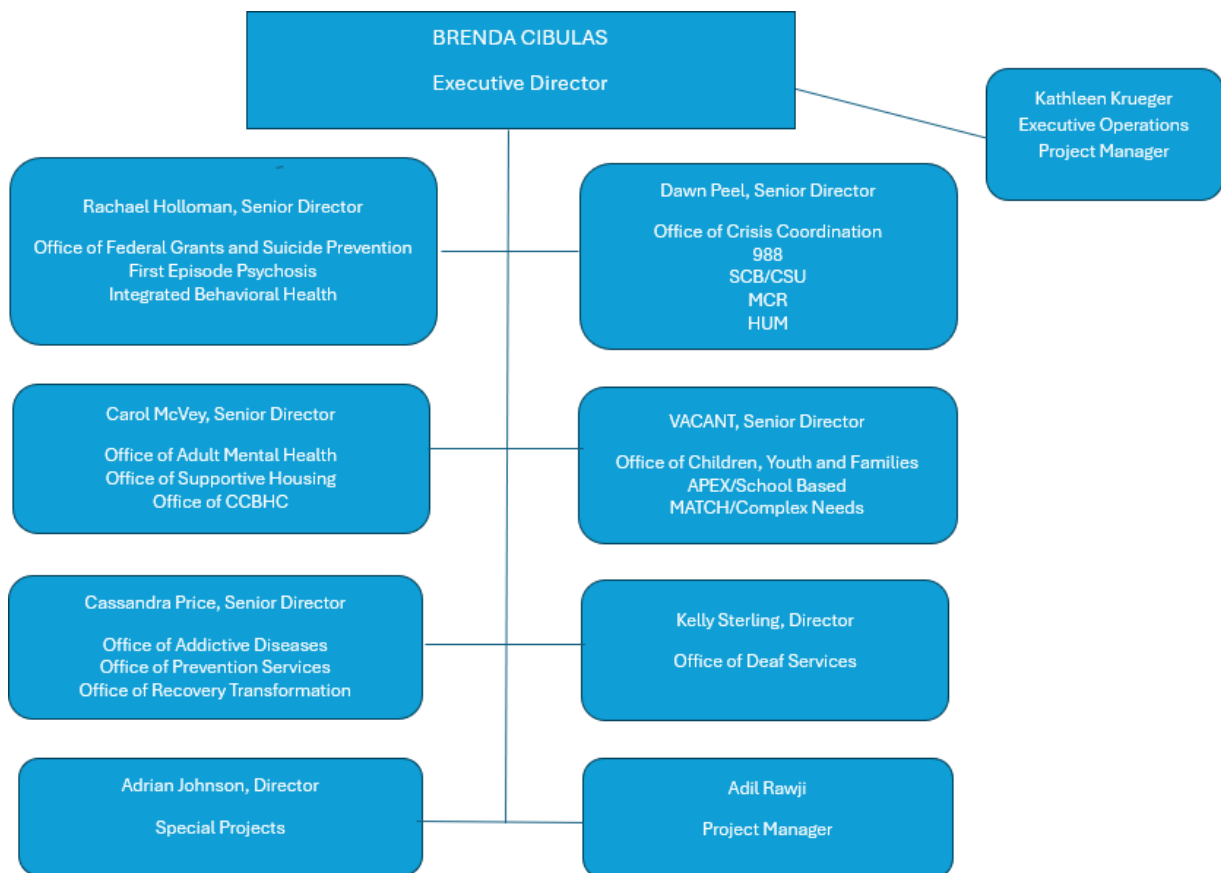 BRENDA CIBULAS
Executive Director
Kathleen Krueger
Executive Operations
Project Manager
Rachael Holloman, Senior Director
Office of Federal Grants and Suicide Prevention
First Episode Psychosis
Integrated Behavioral Health
Dawn Peel, Senior Director
Office of Crisis Coordination
988
SCB/CSU
MCR
HUM
Carol McVey, Senior Director
Office of Adult Mental Health
Office of Supportive Housing
Office of CCBHC
VACANT, Senior Director
Office of Children, Youth and Families
APEX/School Based
MATCH/Complex Needs
Cassandra Price, Senior Director
Office of Addictive Diseases
Office of Prevention Services
Office of Recovery Transformation
Kelly Sterling, Director
Office of Deaf Services
Adrian Johnson, Director
Special Projects
Adil Rawji
Project Manager